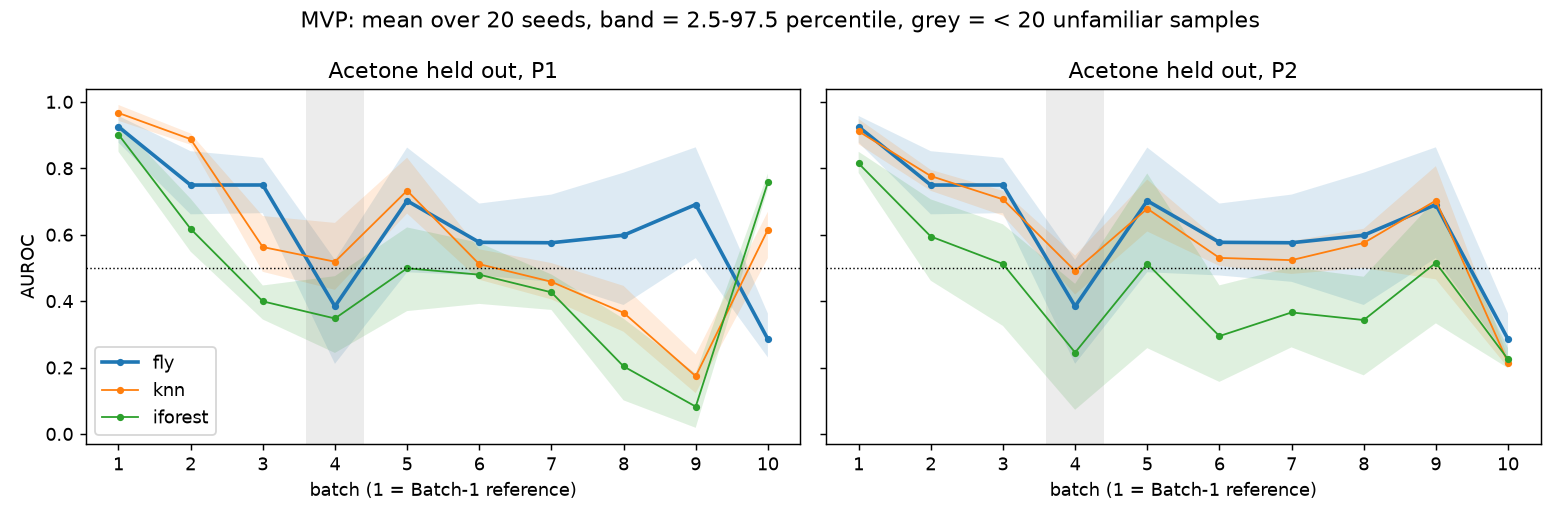 MVP: mean over 20 seeds, band = 2.5-97.5 percentile, grey = < 20 unfamiliar samples
Acetone held out, P1
Acetone held out, P2
AUROC
1.0
0.8
0.6
0.4
0.2
0.0
fly
knn
iforest
1 2 3 4 5 6 7 8 9 10
1 2 3 4 5 6 7 8 9 10
batch (1 = Batch-1 reference)
batch (1 = Batch-1 reference)